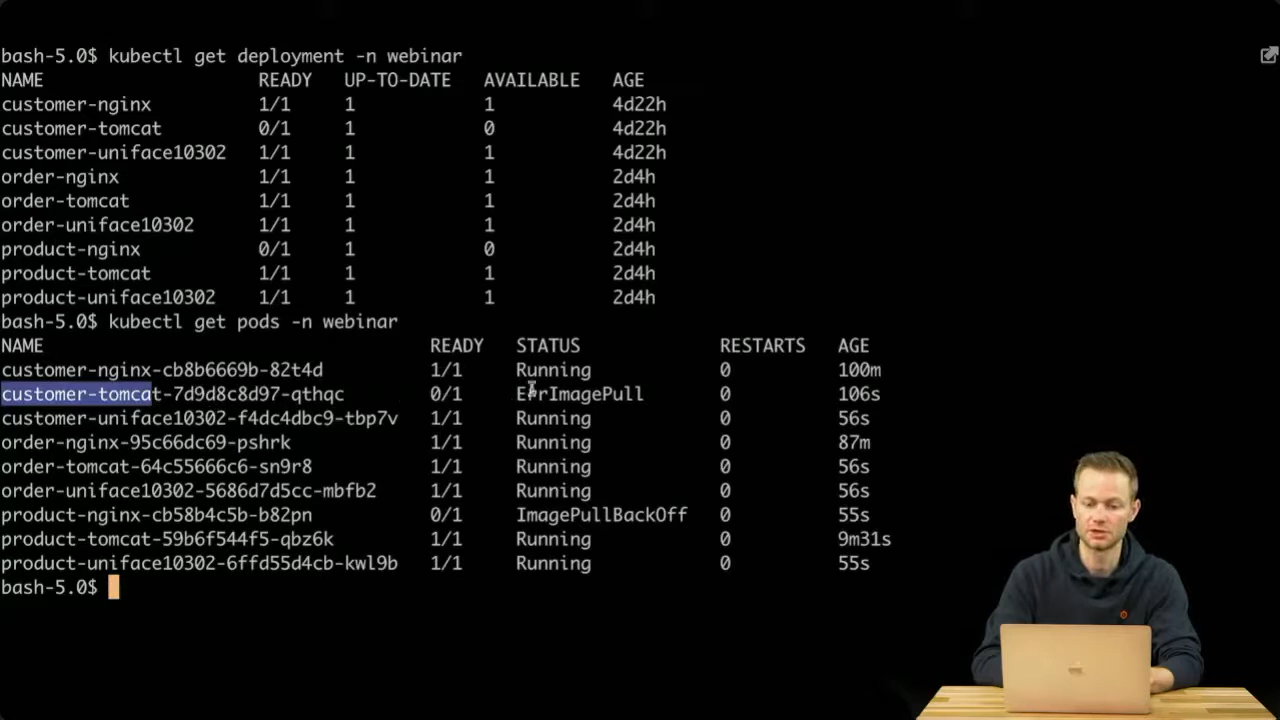 bash-5.0$ kubectl get deployment -n webinar
NAME READY UP-TO-DATE AVAILABLE AGE
customer-nginx 1/1 1 1 4d22h
customer-tomcat 0/1 1 0 4d22h
customer-uniface10302 1/1 1 1 4d22h
order-nginx 1/1 1 1 2d4h
order-tomcat 1/1 1 1 2d4h
order-uniface10302 1/1 1 1 2d4h
product-nginx 0/1 1 0 2d4h
product-tomcat 1/1 1 1 2d4h
product-uniface10302 1/1 1 1 2d4h
bash-5.0$ kubectl get pods -n webinar
NAME READY STATUS RESTARTS AGE
customer-nginx-cb8b6669b-82t4d 1/1 Running 0 100m
customer-tomcat-7d9d8c8d97-qthqc 0/1 ErrImagePull 0 106s
customer-uniface10302-f4dc4dbc9-tbp7v 1/1 Running 0 56s
order-nginx-95c66dc69-pshrk 1/1 Running 0 87m
order-tomcat-64c55666c6-sn9r8 1/1 Running 0 56s
order-uniface10302-5686d7d5cc-mbfb2 1/1 Running 0 56s
product-nginx-cb58b4c5b-b82pn 0/1 ImagePullBackOff 0 55s
product-tomcat-59b6f544f5-qbz6k 1/1 Running 0 9m31s
product-uniface10302-6ffd55d4cb-kwl9b 1/1 Running 0 55s
bash-5.0$